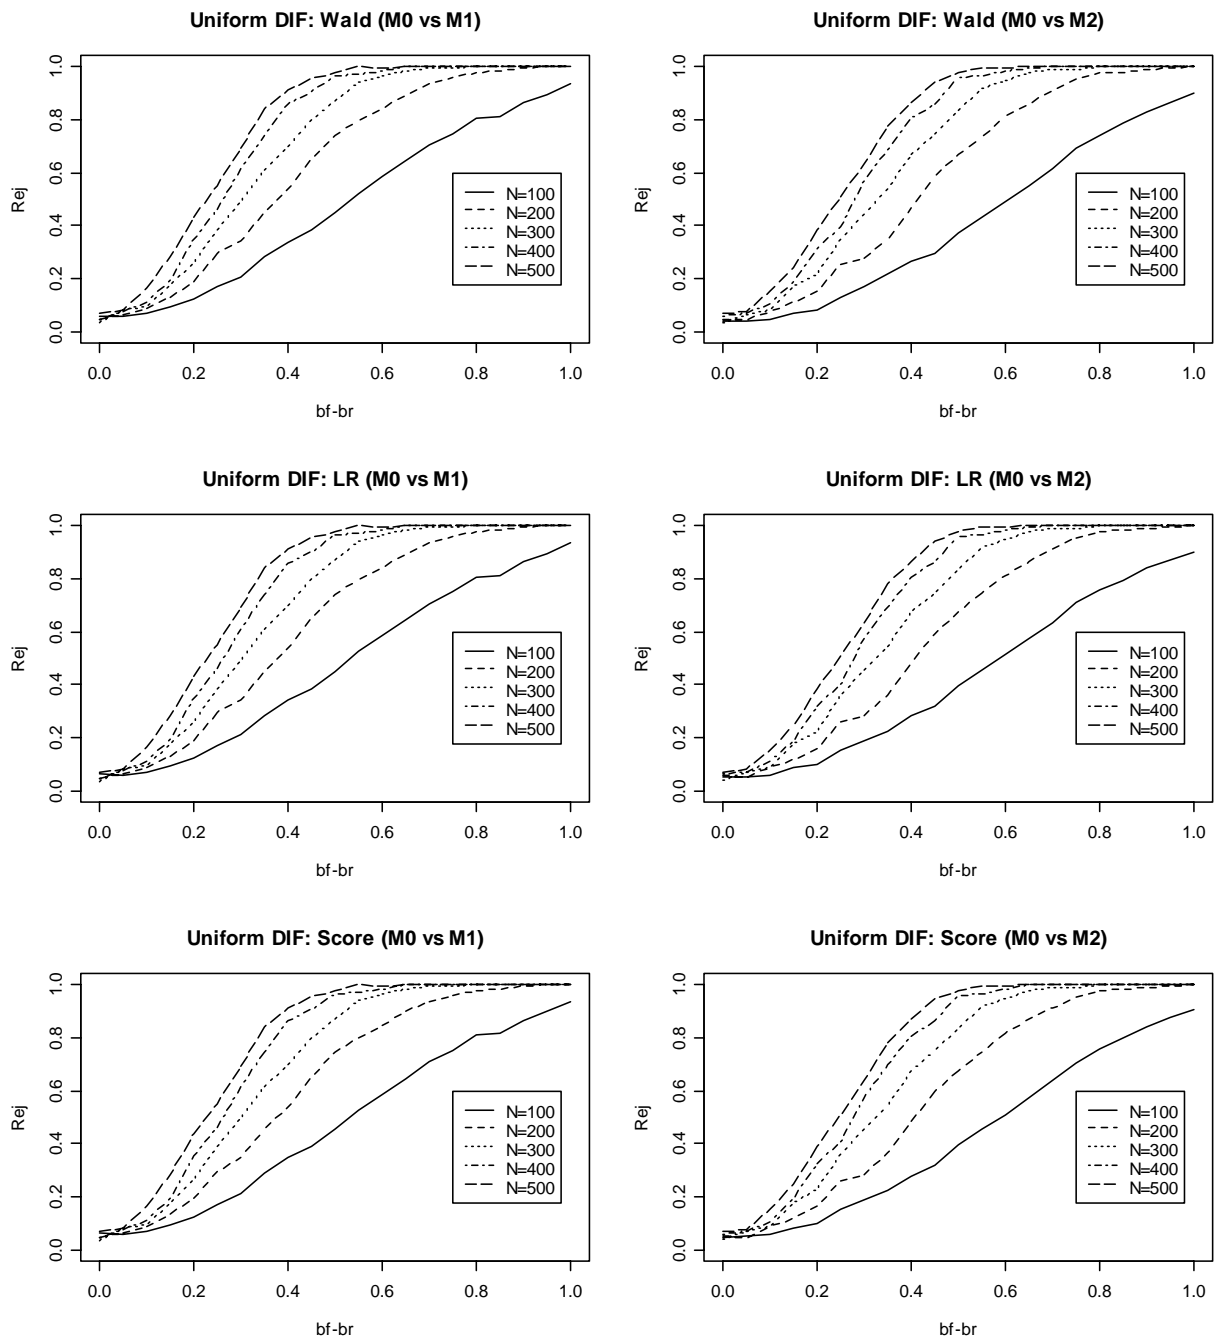 Uniform DIF: Wald (M0 vs M1)
Rej
0.0 0.2 0.4 0.6 0.8 1.0
N=100
N=200
N=300
N=400
N=500
0.0 0.2 0.4 0.6 0.8 1.0
bf-br
Uniform DIF: Wald (M0 vs M2)
Rej
0.0 0.2 0.4 0.6 0.8 1.0
N=100
N=200
N=300
N=400
N=500
0.0 0.2 0.4 0.6 0.8 1.0
bf-br
Uniform DIF: LR (M0 vs M1)
Rej
0.0 0.2 0.4 0.6 0.8 1.0
N=100
N=200
N=300
N=400
N=500
0.0 0.2 0.4 0.6 0.8 1.0
bf-br
Uniform DIF: LR (M0 vs M2)
Rej
0.0 0.2 0.4 0.6 0.8 1.0
N=100
N=200
N=300
N=400
N=500
0.0 0.2 0.4 0.6 0.8 1.0
bf-br
Uniform DIF: Score (M0 vs M1)
Rej
0.0 0.2 0.4 0.6 0.8 1.0
N=100
N=200
N=300
N=400
N=500
0.0 0.2 0.4 0.6 0.8 1.0
bf-br
Uniform DIF: Score (M0 vs M2)
Rej
0.0 0.2 0.4 0.6 0.8 1.0
N=100
N=200
N=300
N=400
N=500
0.0 0.2 0.4 0.6 0.8 1.0
bf-br